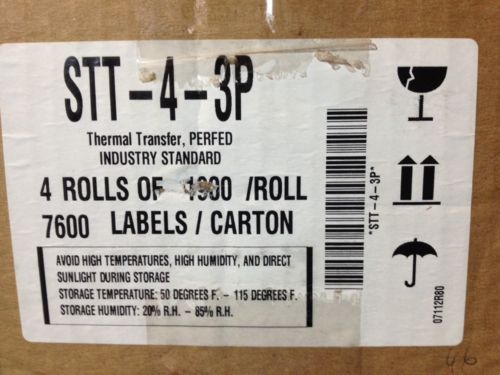 STT-4-3P
Thermal Transfer, PERFED
INDUSTRY STANDARD
4 ROLLS OF 1900 /ROLL
7600 LABELS / CARTON
AVOID HIGH TEMPERATURES, HIGH HUMIDITY, AND DIRECT
SUNLIGHT DURING STORAGE
STORAGE TEMPERATURE: 50 DEGREES F. - 115 DEGREES F.
STORAGE HUMIDITY: 20% R.H. - 85% R.H.
*STT-4-3P*
07112R80